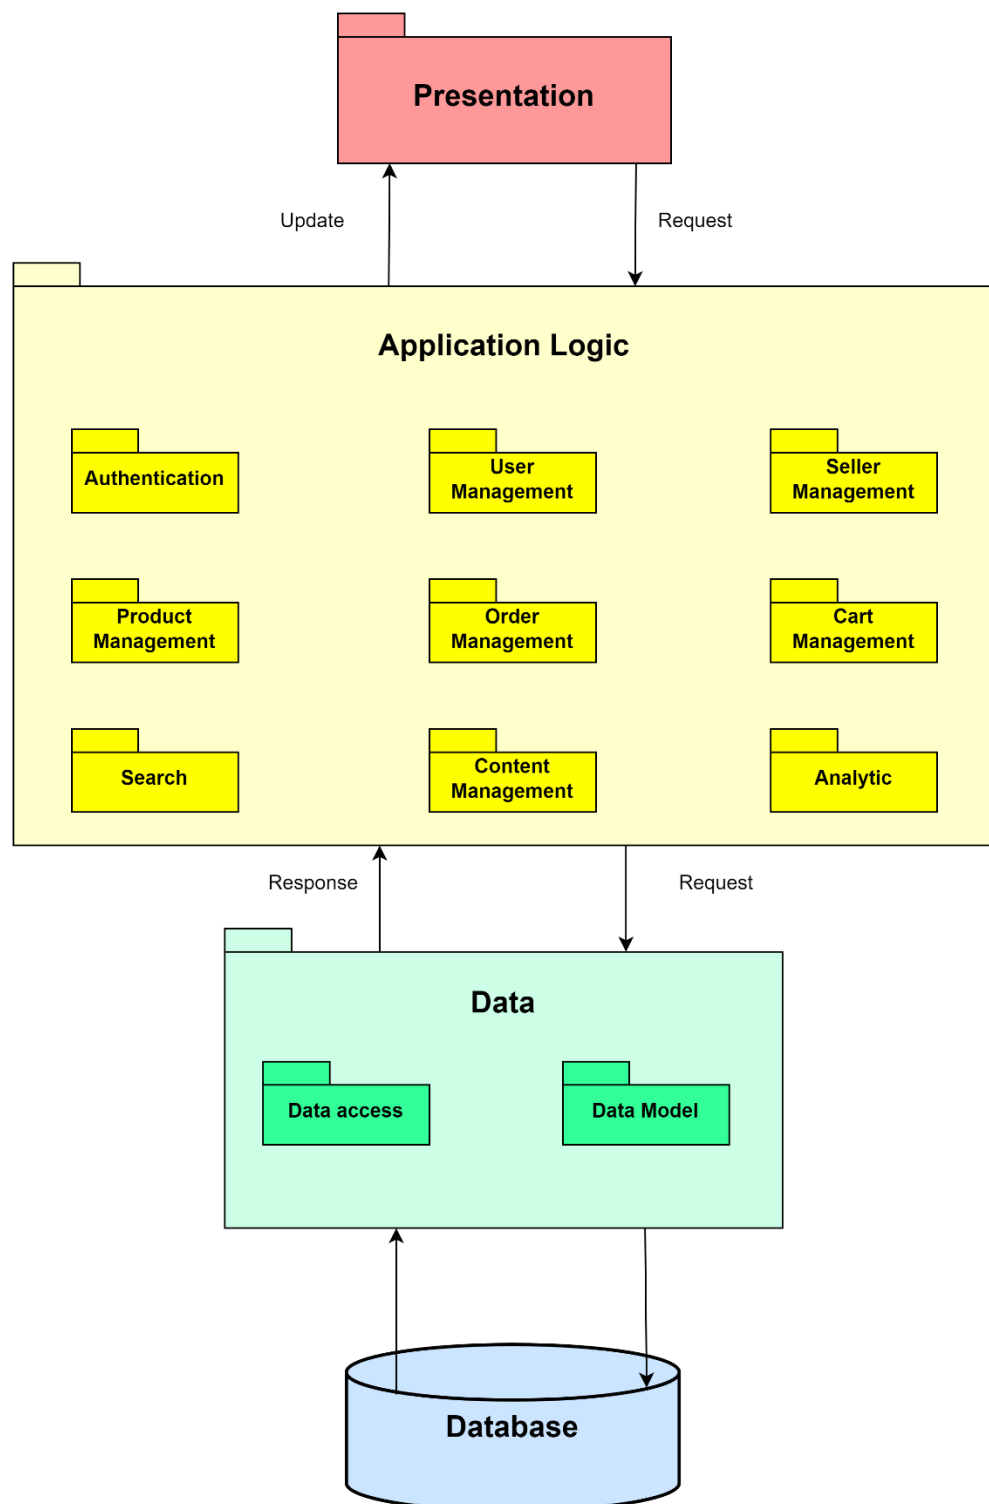 Presentation
Update
Request
Application Logic
Authentication
User
Management
Seller
Management
Product
Management
Order
Management
Cart
Management
Search
Content
Management
Analytic
Response
Request
Data
Data access
Data Model
Database